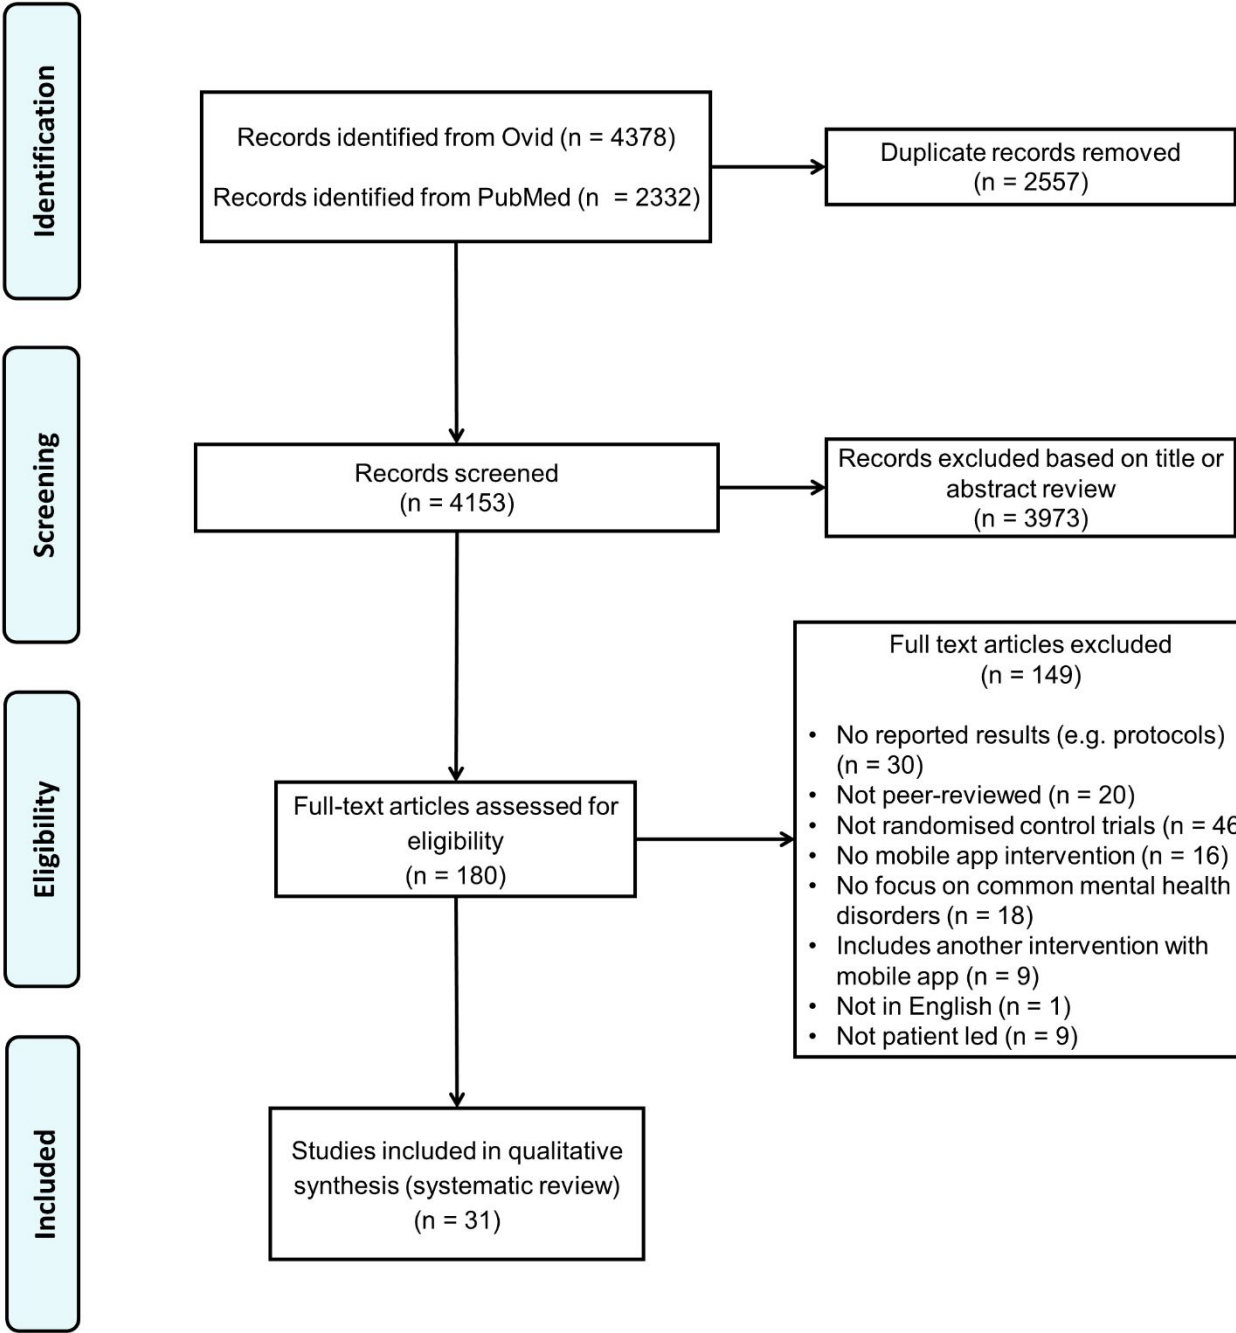 Identification
Records identified from Ovid (n = 4378)
Records identified from PubMed (n = 2332)
Duplicate records removed
(n = 2557)
Screening
Records screened
(n = 4153)
Records excluded based on title or
abstract review
(n = 3973)
Eligibility
Full-text articles assessed for
eligibility
(n = 180)
Full text articles excluded
(n = 149)
• No reported results (e.g. protocols)
(n = 30)
• Not peer-reviewed (n = 20)
• Not randomised control trials (n = 46
• No mobile app intervention (n = 16)
• No focus on common mental health
disorders (n = 18)
• Includes another intervention with
mobile app (n = 9)
• Not in English (n = 1)
• Not patient led (n = 9)
Included
Studies included in qualitative
synthesis (systematic review)
(n = 31)